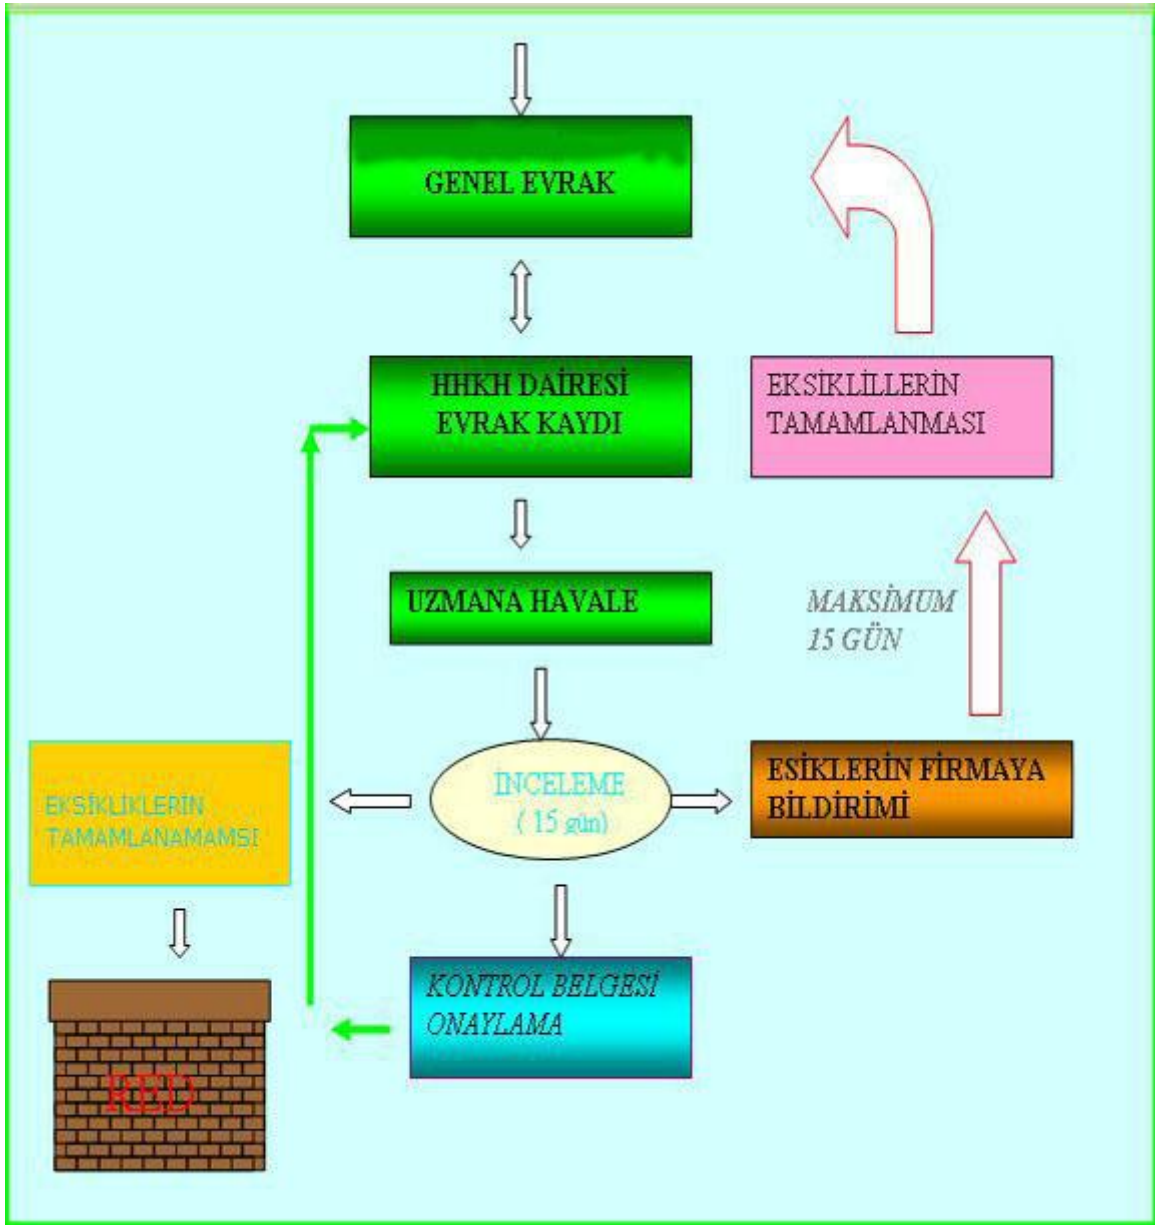 GENEL EVRAK
HHKH DAİRESİ
EVRAK KAYDI
EKSİKLİLLERİN
TAMAMLANMASI
UZMANA HAVALE
MAKSİMUM
15 GÜN
EKSİKLİKLERİN
TAMAMLANAMAMSI
İNCELEME
( 15 gün)
ESİKLERİN FİRMAYA
BİLDİRİMİ
KONTROL BELGESİ
ONAYLAMA
RED